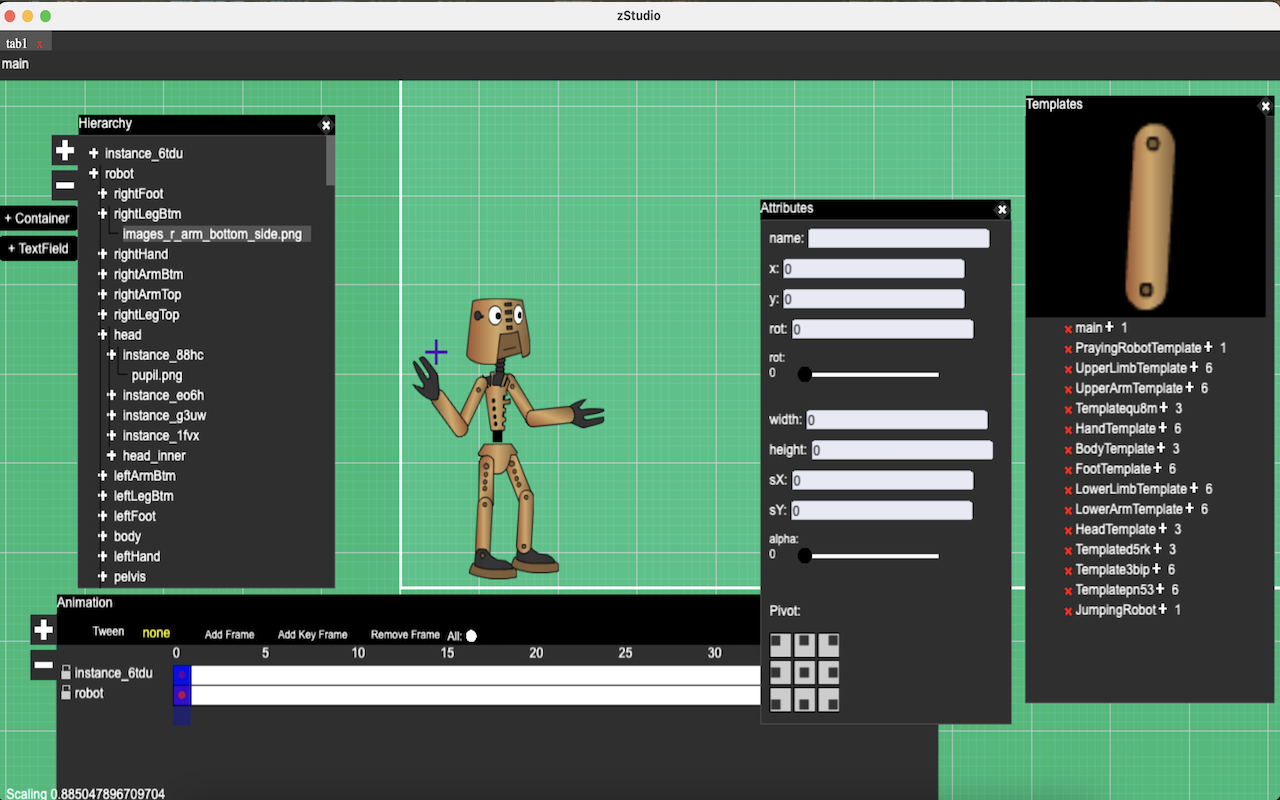 zStudio
tab1 x
main
Hierarchy
instance_6tdu
robot
rightFoot
rightLegBtm
images_r_arm_bottom_side.png
rightHand
rightArmBtm
rightArmTop
rightLegTop
head
instance_88hc
pupil.png
instance_eo6h
instance_g3uw
instance_1fvx
head_inner
leftArmBtm
leftLegBtm
leftFoot
body
leftHand
pelvis
+ Container
+ TextField
Attributes
name:
x: 0
y: 0
rot: 0
rot:
0
width: 0
height: 0
sX: 0
sY: 0
alpha:
0
Pivot:
Templates
x main + 1
x PrayingRobotTemplate + 1
x UpperLimbTemplate + 6
x UpperArmTemplate + 6
x Templatequ8m + 3
x HandTemplate + 6
x BodyTemplate + 3
x FootTemplate + 6
x LowerLimbTemplate + 6
x LowerArmTemplate + 6
x HeadTemplate + 3
x Templated5rk + 3
x Template3bip + 6
x Templatepn53 + 6
x JumpingRobot + 1
Animation
Tween none Add Frame Add Key Frame Remove Frame All:
0 5 10 15 20 25 30
instance_6tdu
robot
Scaling 0.885047896709704